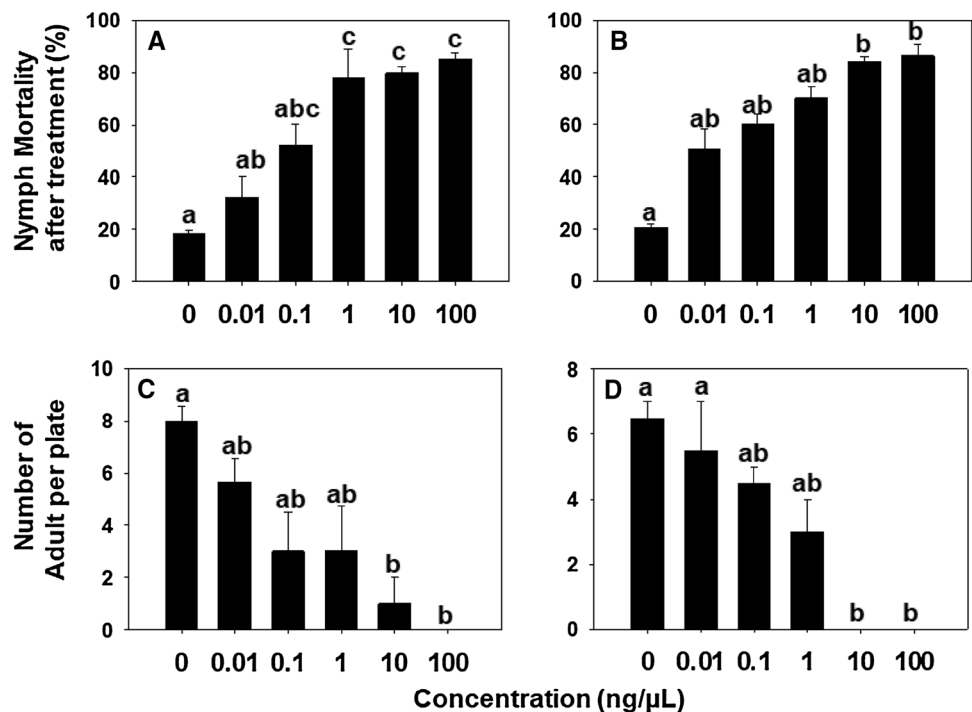 Nymph Mortality
after treatment (%)
100
80
60
40
20
0
A
a
ab
abc
c
c
c
0 0.01 0.1 1 10 100
100
80
60
40
20
0
B
a
ab
ab
ab
b
b
0 0.01 0.1 1 10 100
Number of
Adult per plate
10
8
6
4
2
0
C
a
ab
ab
ab
b
b
0 0.01 0.1 1 10 100
8
6
4
2
0
D
a
a
ab
ab
b
b
0 0.01 0.1 1 10 100
Concentration (ng/µL)